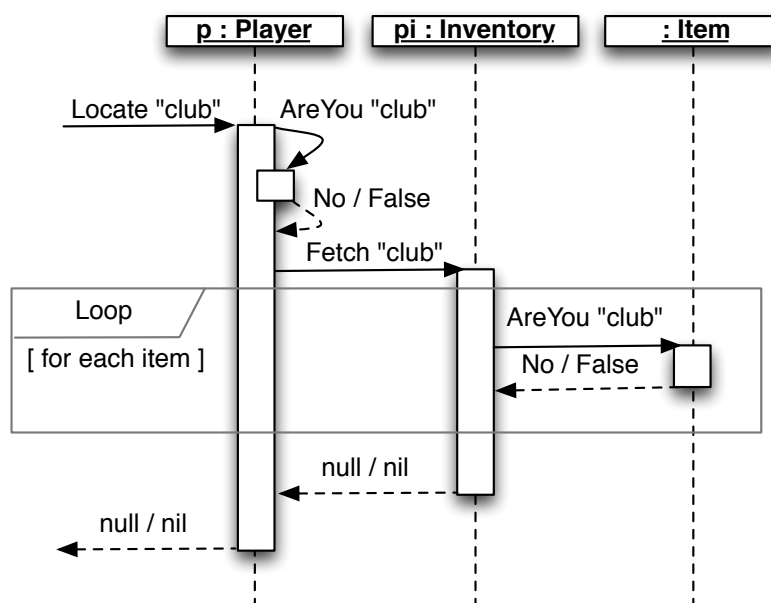 p : Player
pi : Inventory
: Item
Locate "club"
AreYou "club"
No / False
Fetch "club"
Loop
[ for each item ]
AreYou "club"
No / False
null / nil
null / nil